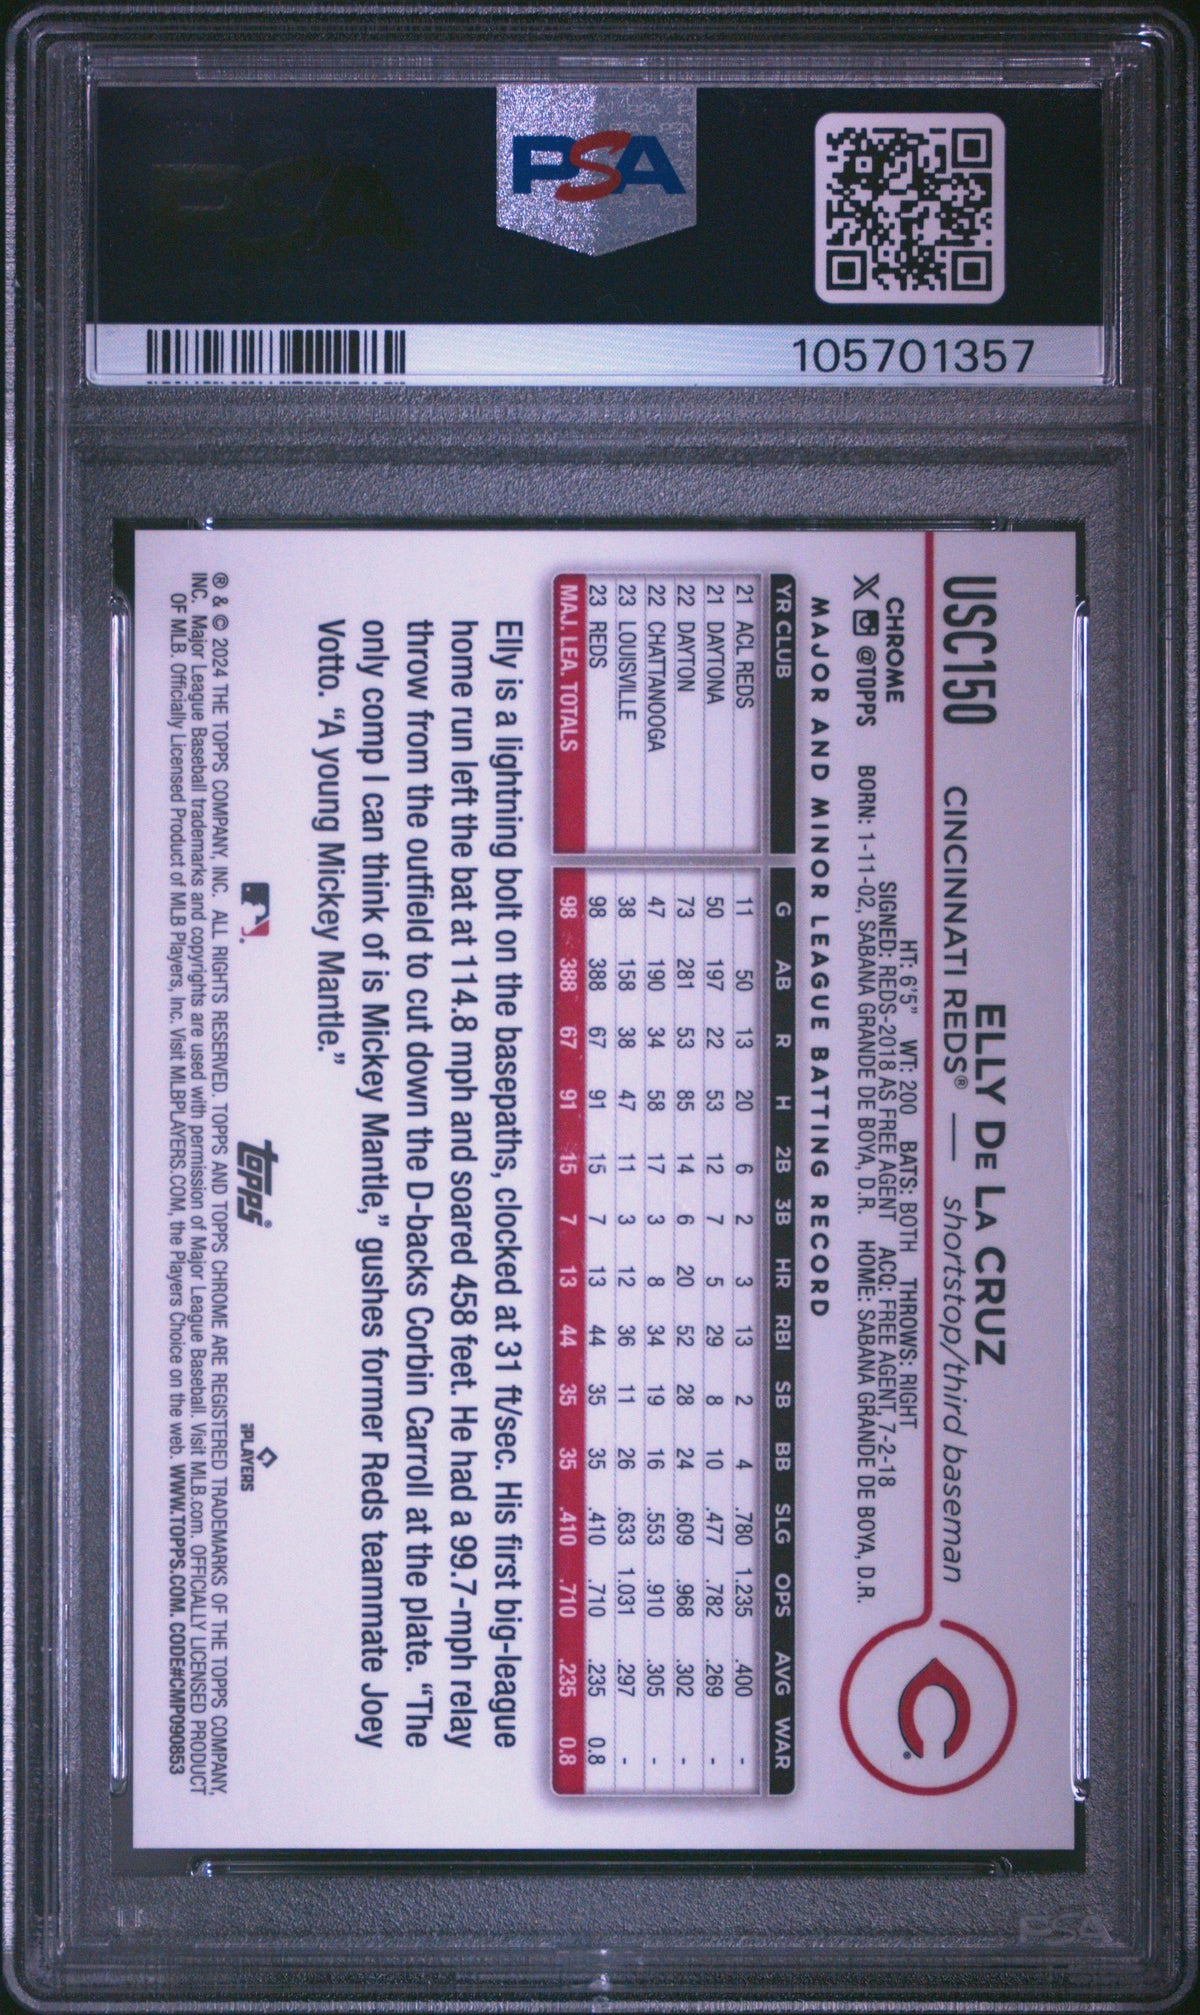 PSA
105701357
USC150
ELLY DE LA CRUZ
CINCINNATI REDS® — shortstop/third baseman
CHROME
HT: 6'5" WT: 200 BATS: BOTH THROWS: RIGHT
SIGNED: REDS-2018 AS FREE AGENT ACQ: FREE AGENT, 7-2-18
@TOPPS BORN: 1-11-02, SABANA GRANDE DE BOYA, D.R. HOME: SABANA GRANDE DE BOYA, D.R.
C
MAJOR AND MINOR LEAGUE BATTING RECORD
YR CLUB G AB R H 2B 3B HR RBI SB BB SLG OPS AVG WAR
21 ACL REDS 11 50 13 20 6 2 3 13 2 4 .780 1.235 .400 -
21 DAYTONA 50 197 22 53 12 7 5 29 8 10 .477 .782 .269 -
22 DAYTON 73 281 53 85 14 6 20 52 28 24 .609 .968 .302 -
22 CHATTANOOGA 47 190 34 58 17 3 8 34 19 16 .553 .910 .305 -
23 LOUISVILLE 38 158 38 47 11 3 12 36 11 26 .633 1.031 .297 -
23 REDS 98 388 67 91 15 7 13 44 35 35 .410 .710 .235 0.8
MAJ. LEA. TOTALS 98 388 67 91 15 7 13 44 35 35 .410 .710 .235 0.8
Elly is a lightning bolt on the basepaths, clocked at 31 ft/sec. His first big-league
home run left the bat at 114.8 mph and soared 458 feet. He had a 99.7-mph relay
throw from the outfield to cut down the D-backs Corbin Carroll at the plate. “The
only comp I can think of is Mickey Mantle,” gushes former Reds teammate Joey
Votto. “A young Mickey Mantle.”
topps®
PLAYERS
® & © 2024 THE TOPPS COMPANY, INC. ALL RIGHTS RESERVED. TOPPS AND TOPPS CHROME ARE REGISTERED TRADEMARKS OF THE TOPPS COMPANY,
INC. Major League Baseball trademarks and copyrights are used with permission of Major League Baseball. Visit MLB.com. OFFICIALLY LICENSED PRODUCT
OF MLB. Officially Licensed Product of MLB Players, Inc. Visit MLBPLAYERS.COM, the Players Choice on the web. WWW.TOPPS.COM. CODE#CMP090853
PSA